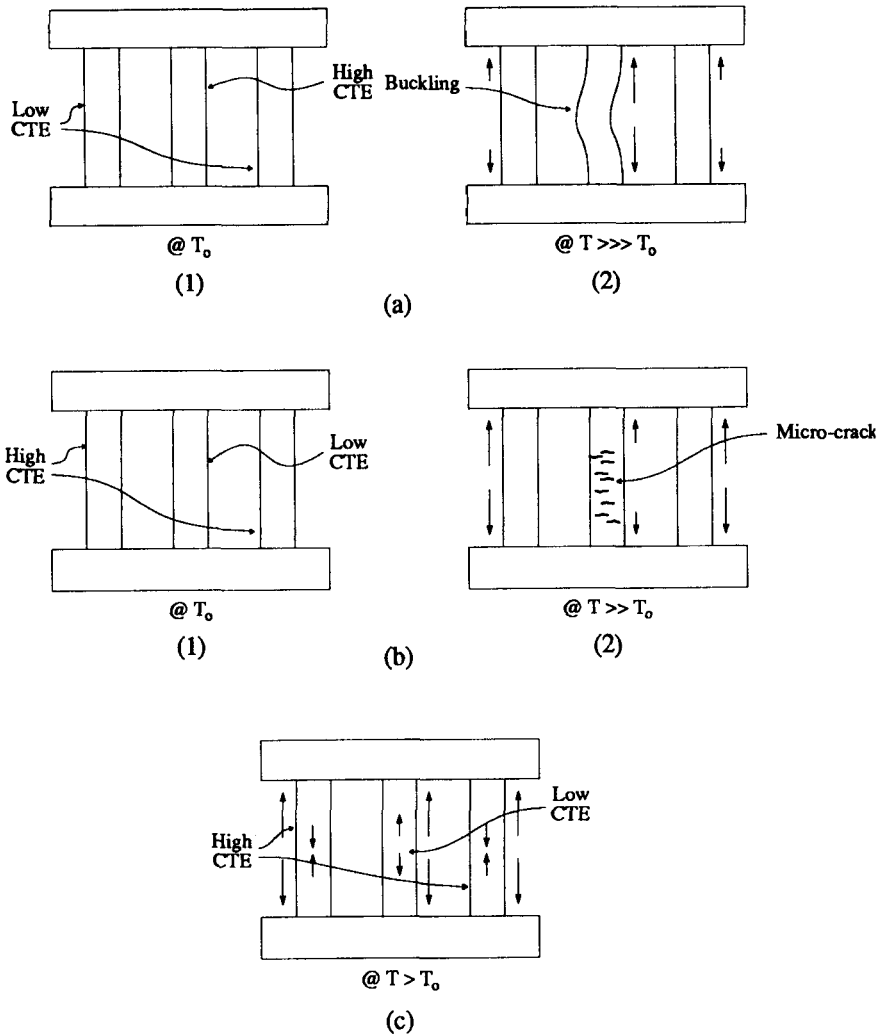 Low
CTE
High
CTE
Buckling
@ T₀
(1)
@ T >>> T₀
(2)
(a)
High
CTE
Low
CTE
Micro-crack
@ T₀
(1)
@ T >> T₀
(2)
(b)
High
CTE
Low
CTE
@ T > T₀
(c)